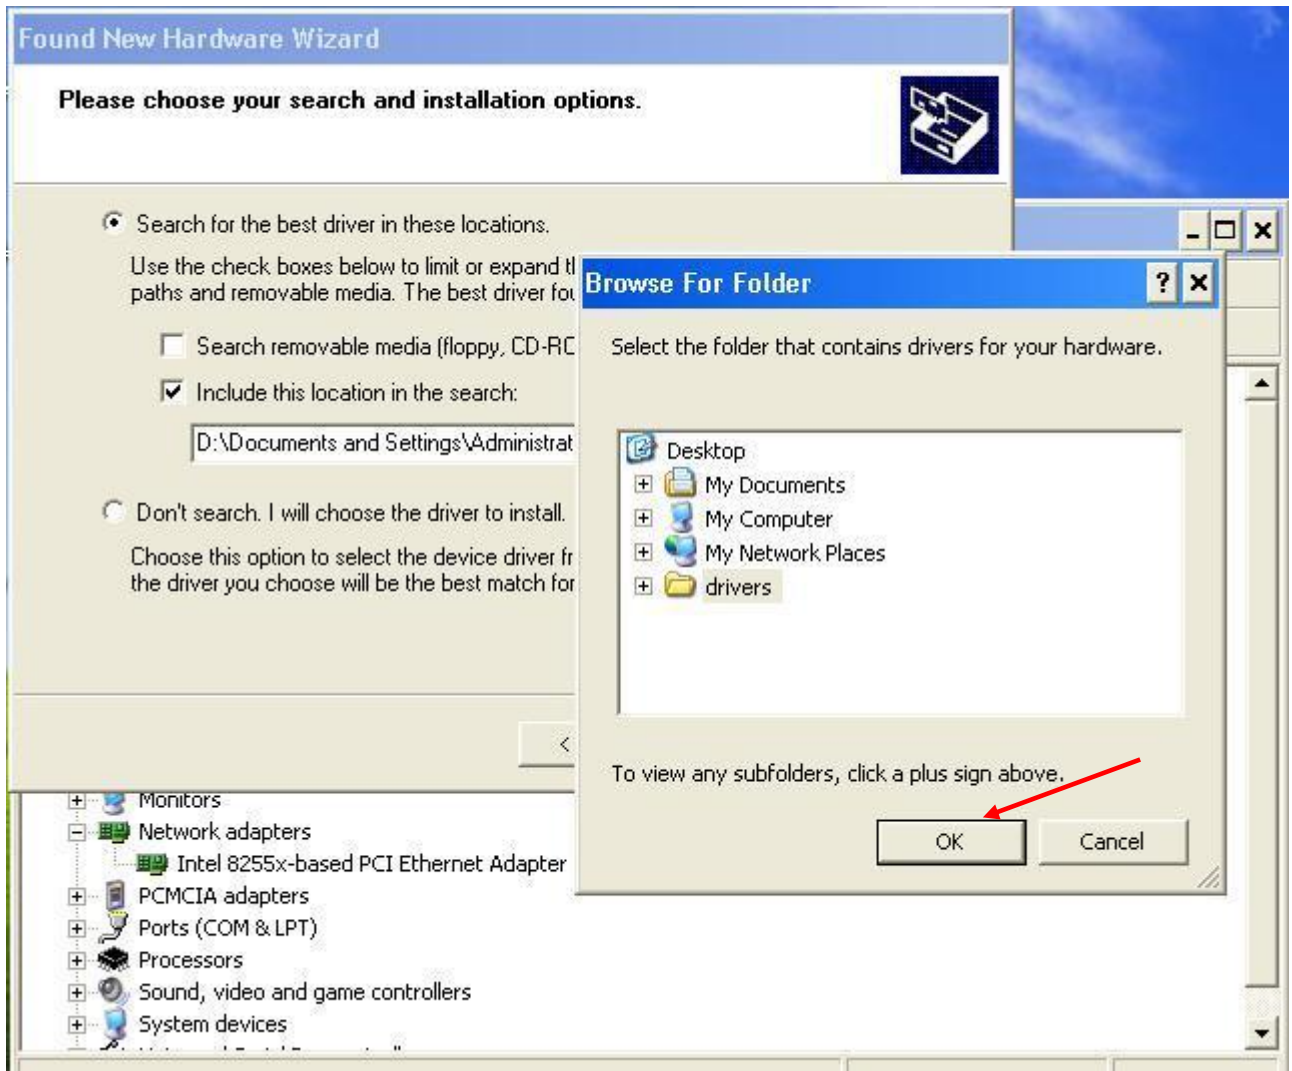 Found New Hardware Wizard
Please choose your search and installation options.
Search for the best driver in these locations.
Use the check boxes below to limit or expand
paths and removable media. The best driver
Search removable media (floppy,
Include this location in the search:
D:\Documents and Settings\Administrat
Don't search. I will choose the driver to install.
Choose this option to select the device driver
the driver you choose will be the best match for
<
Browse For Folder
Select the folder that contains drivers for your hardware.
Desktop
My Documents
My Computer
My Network Places
drivers
To view any subfolders, click a plus sign above.
OK
Cancel
Monitors
Network adapters
Intel 8255x-based PCI Ethernet Adapter
PCMCIA adapters
Ports (COM & LPT)
Processors
Sound, video and game controllers
System devices